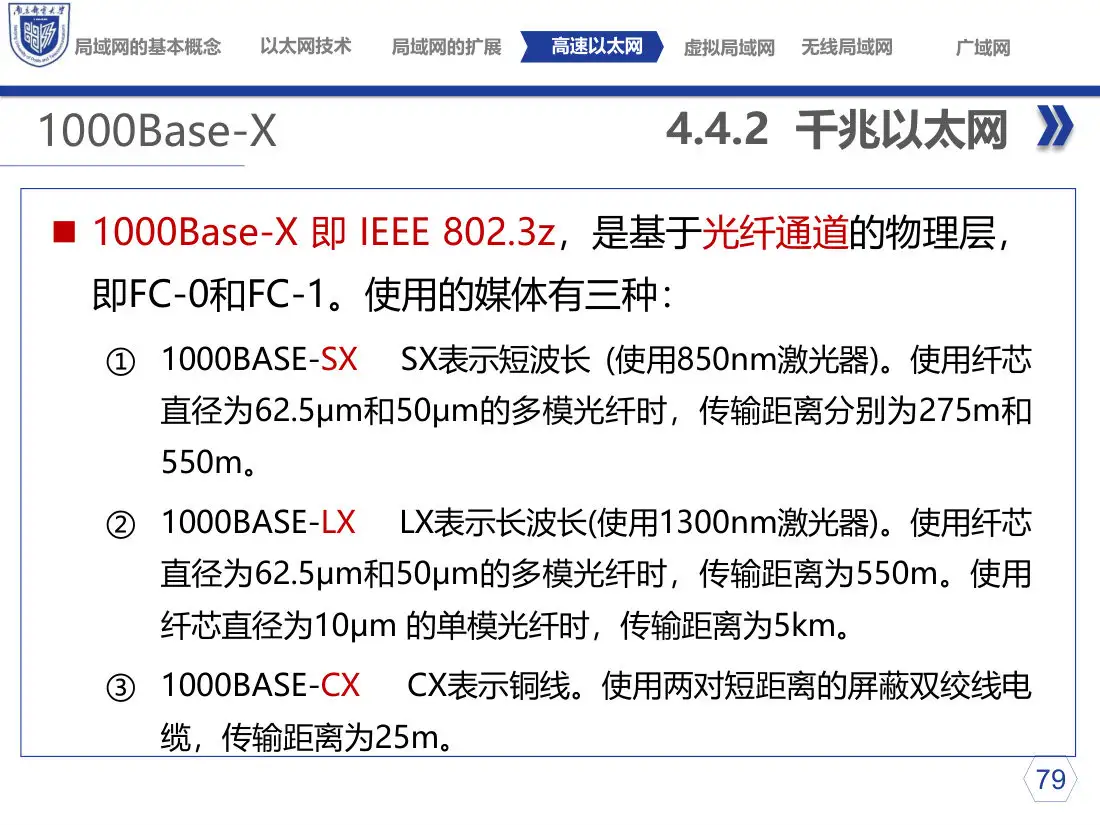 局域网的基本概念 以太网技术 局域网的扩展 高速以太网 虚拟局域网 无线局域网 广域网
1000Base-X
4.4.2 千兆以太网
1000Base-X 即 IEEE 802.3z，是基于光纤通道的物理层，
即FC-0和FC-1。使用的媒体有三种：
① 1000BASE-SX SX表示短波长 (使用850nm激光器)。使用纤芯
直径为62.5μm和50μm的多模光纤时，传输距离分别为275m和
550m。
② 1000BASE-LX LX表示长波长(使用1300nm激光器)。使用纤芯
直径为62.5μm和50μm的多模光纤时，传输距离为550m。使用
纤芯直径为10μm 的单模光纤时，传输距离为5km。
③ 1000BASE-CX CX表示铜线。使用两对短距离的屏蔽双绞线电
缆，传输距离为25m。
79